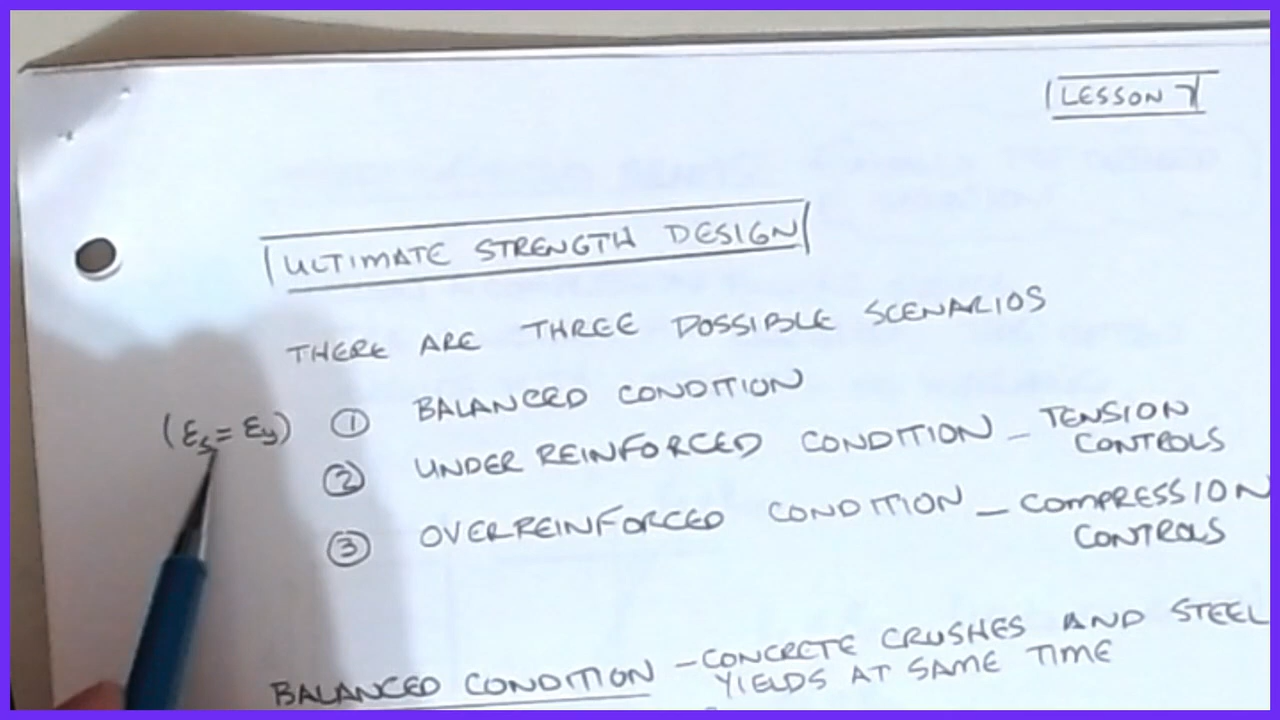 LESSON 7
ULTIMATE STRENGTH DESIGN
THERE ARE THREE POSSIBLE SCENARIOS
(εs = εy) ① BALANCED CONDITION
② UNDER REINFORCED CONDITION – TENSION CONTROLS
③ OVERREINFORCED CONDITION – COMPRESSION CONTROLS
BALANCED CONDITION – CONCRETE CRUSHES AND STEEL
YIELDS AT SAME TIME